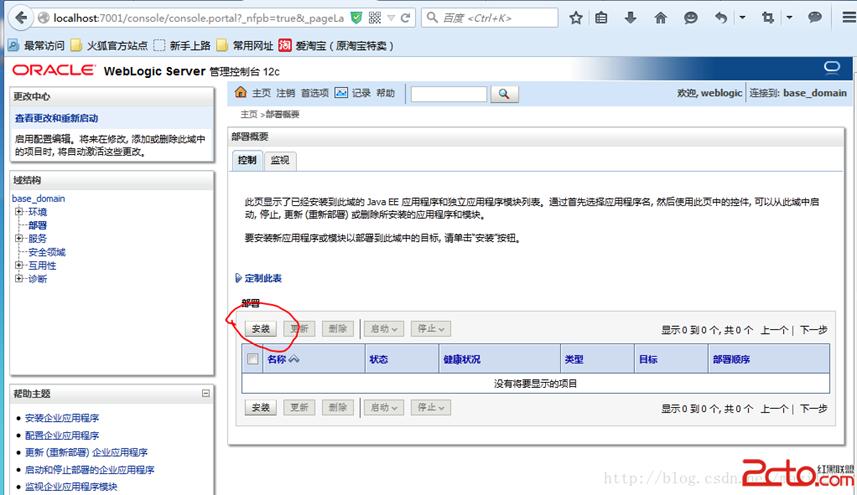 localhost:7001/console/console.portal?_nfpb=true&_pageLa
百度 <Ctrl+K>
最常访问 火狐官方站点 新手上路 常用网址 淘 爱淘宝（原淘宝特卖）
ORACLE WebLogic Server 管理控制台 12c
更改中心
查看更改和重新启动
启用配置编辑。将来在修改, 添加或删除此域中
的项目时, 将自动激活这些更改。
域结构
base_domain
环境
部署
服务
安全领域
互用性
诊断
帮助主题
安装企业应用程序
配置企业应用程序
更新 (重新部署) 企业应用程序
启动和停止部署的企业应用程序
监视企业应用程序模块
主页 注销 首选项 记录 帮助
欢迎, weblogic 连接到: base_domain
主页 >部署概要
部署概要
控制 监视
此页显示了已经安装到此域的 Java EE 应用程序和独立应用程序模块列表。通过首先选择应用程序名, 然后使用此页中的控件, 可以从此域中启
动, 停止, 更新 (重新部署) 或删除所安装的应用程序和模块。
要安装新应用程序或模块以部署到此域中的目标, 请单击"安装"按钮。
定制此表
部署
安装 更新 删除 启动 停止 显示 0 到 0 个, 共 0 个 上一个 | 下一步
名称 状态 健康状况 类型 目标 部署顺序
没有将要显示的项目
安装 更新 删除 启动 停止 显示 0 到 0 个, 共 0 个 上一个 | 下一步
http://blog.csdn.net/
2cto.com
红黑联盟